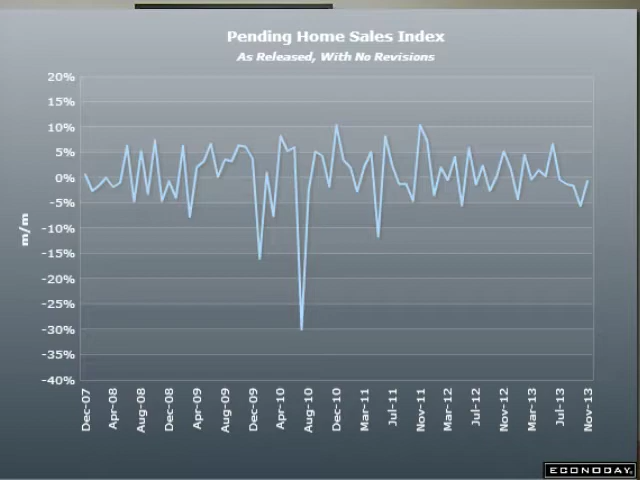 Pending Home Sales Index
As Released, With No Revisions
20%
15%
10%
5%
0%
-5%
-10%
-15%
-20%
-25%
-30%
-35%
-40%
m/m
Dec-07
Apr-08
Aug-08
Dec-08
Apr-09
Aug-09
Dec-09
Apr-10
Aug-10
Dec-10
Mar-11
Jul-11
Nov-11
Mar-12
Jul-12
Nov-12
Mar-13
Jul-13
Nov-13
ECONODAY